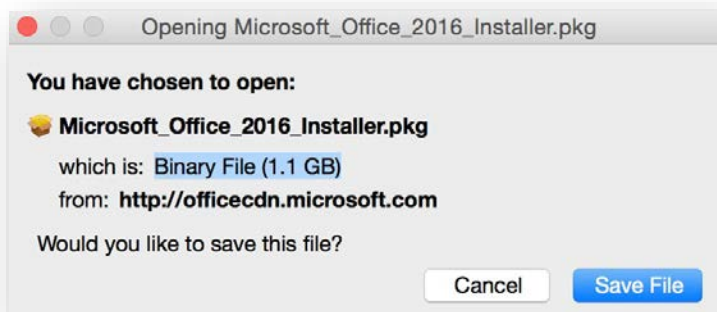 Opening Microsoft_Office_2016_Installer.pkg
You have chosen to open:
Microsoft_Office_2016_Installer.pkg
which is: Binary File (1.1 GB)
from: http://officecdn.microsoft.com
Would you like to save this file?
Cancel Save File